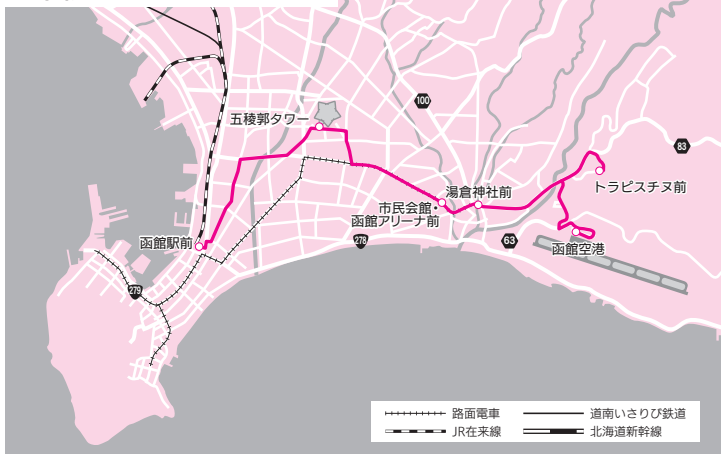 100
五稜郭タワー
83
トラピスチヌ前
湯倉神社前
市民会館・
函館アリーナ前
函館駅前
278
63
函館空港
279
路面電車
道南いさりび鉄道
JR在来線
北海道新幹線